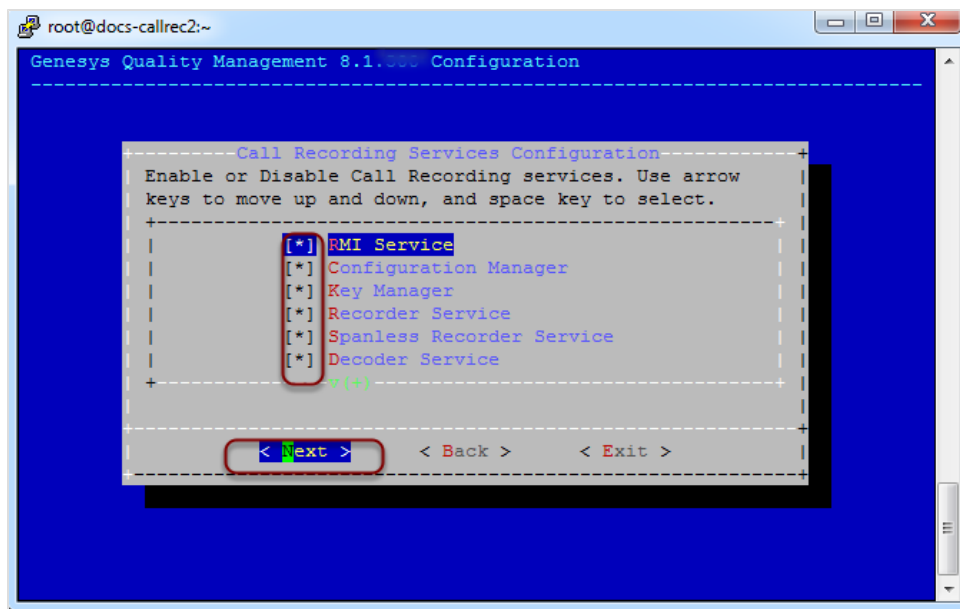 root@docs-callrec2:~
Genesys Quality Management 8.1. Configuration
Call Recording Services Configuration
Enable or Disable Call Recording services. Use arrow
keys to move up and down, and space key to select.
[*] RMI Service
[*] Configuration Manager
[*] Key Manager
[*] Recorder Service
[*] Spanless Recorder Service
[*] Decoder Service
v(+)
< Next > < Back > < Exit >